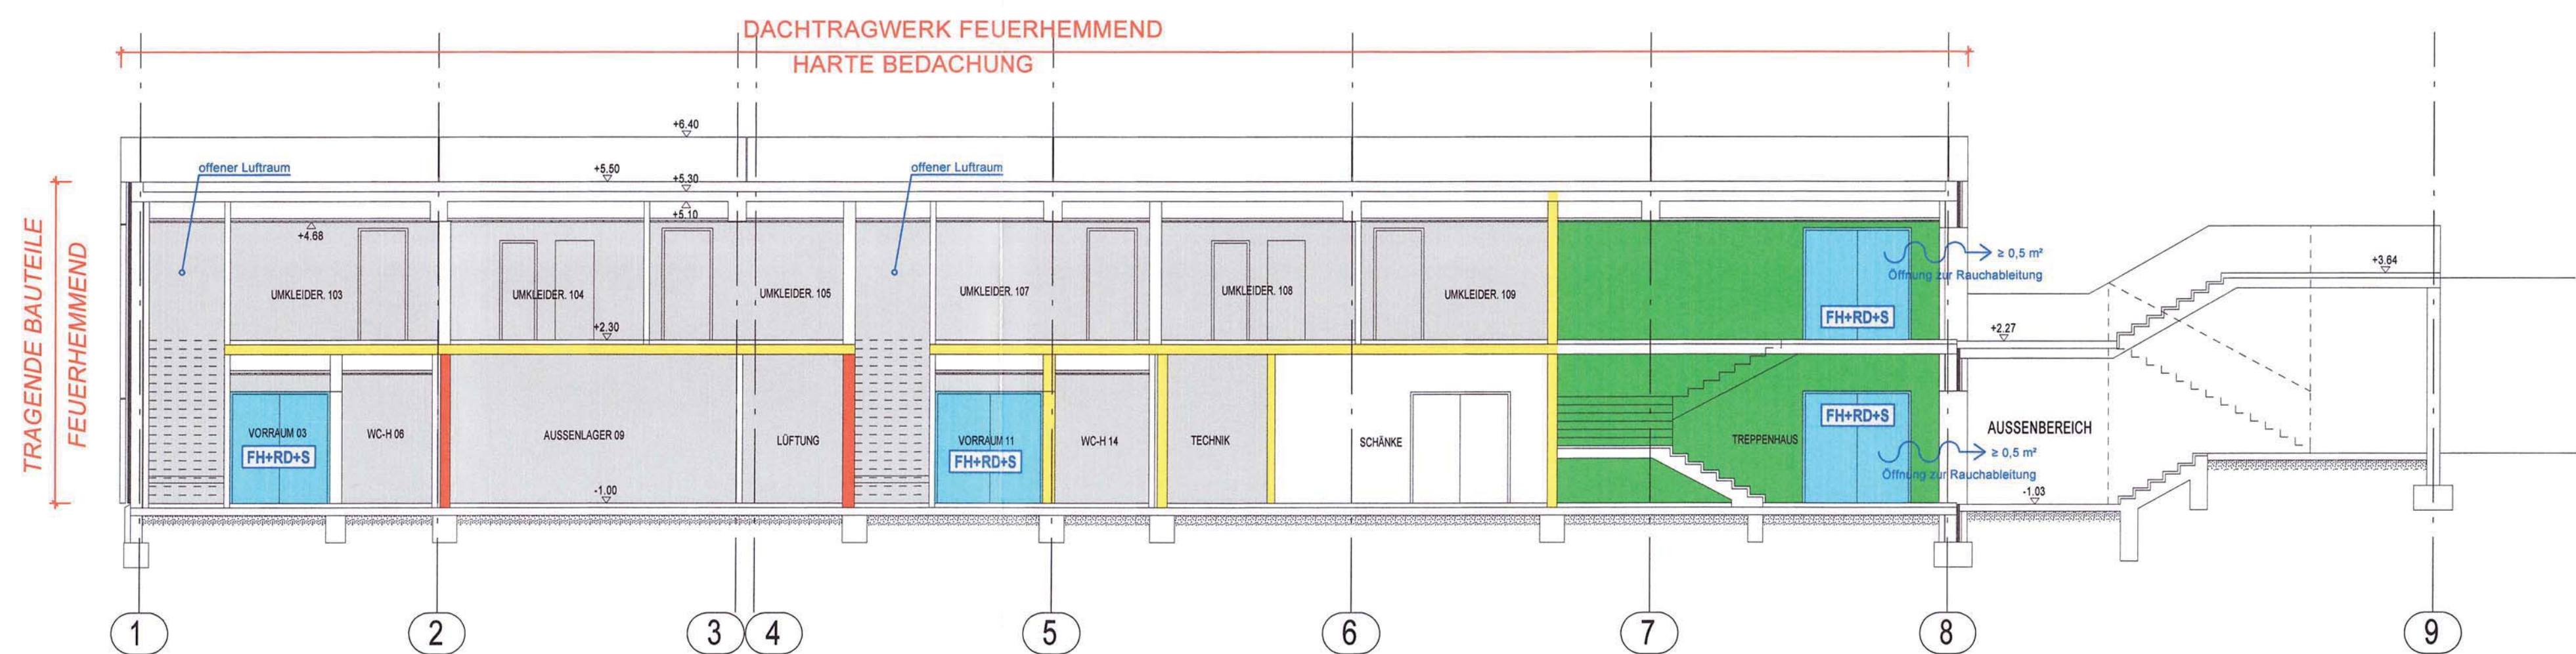 DACHTRAGWERK FEUERHEMMEND
HARTE BEDACHUNG
+6.40
offener Luftraum
+5.50
+5.30
offener Luftraum
+5.10
+4.68
TRAGENDE BAUTEILE
FEUERHEMMEND
UMKLEIDER. 103
UMKLEIDER. 104
UMKLEIDER. 105
UMKLEIDER. 107
UMKLEIDER. 108
UMKLEIDER. 109
≥ 0,5 m²
Öffnung zur Rauchableitung
FH+RD+S
+3.64
+2.30
+2.27
VORRAUM 03
FH+RD+S
WC-H 06
AUSSENLAGER 09
LÜFTUNG
VORRAUM 11
FH+RD+S
WC-H 14
TECHNIK
SCHÄNKE
TREPPENHAUS
FH+RD+S
≥ 0,5 m²
Öffnung zur Rauchableitung
AUSSENBEREICH
-1.00
-1.03
1
2
3
4
5
6
7
8
9